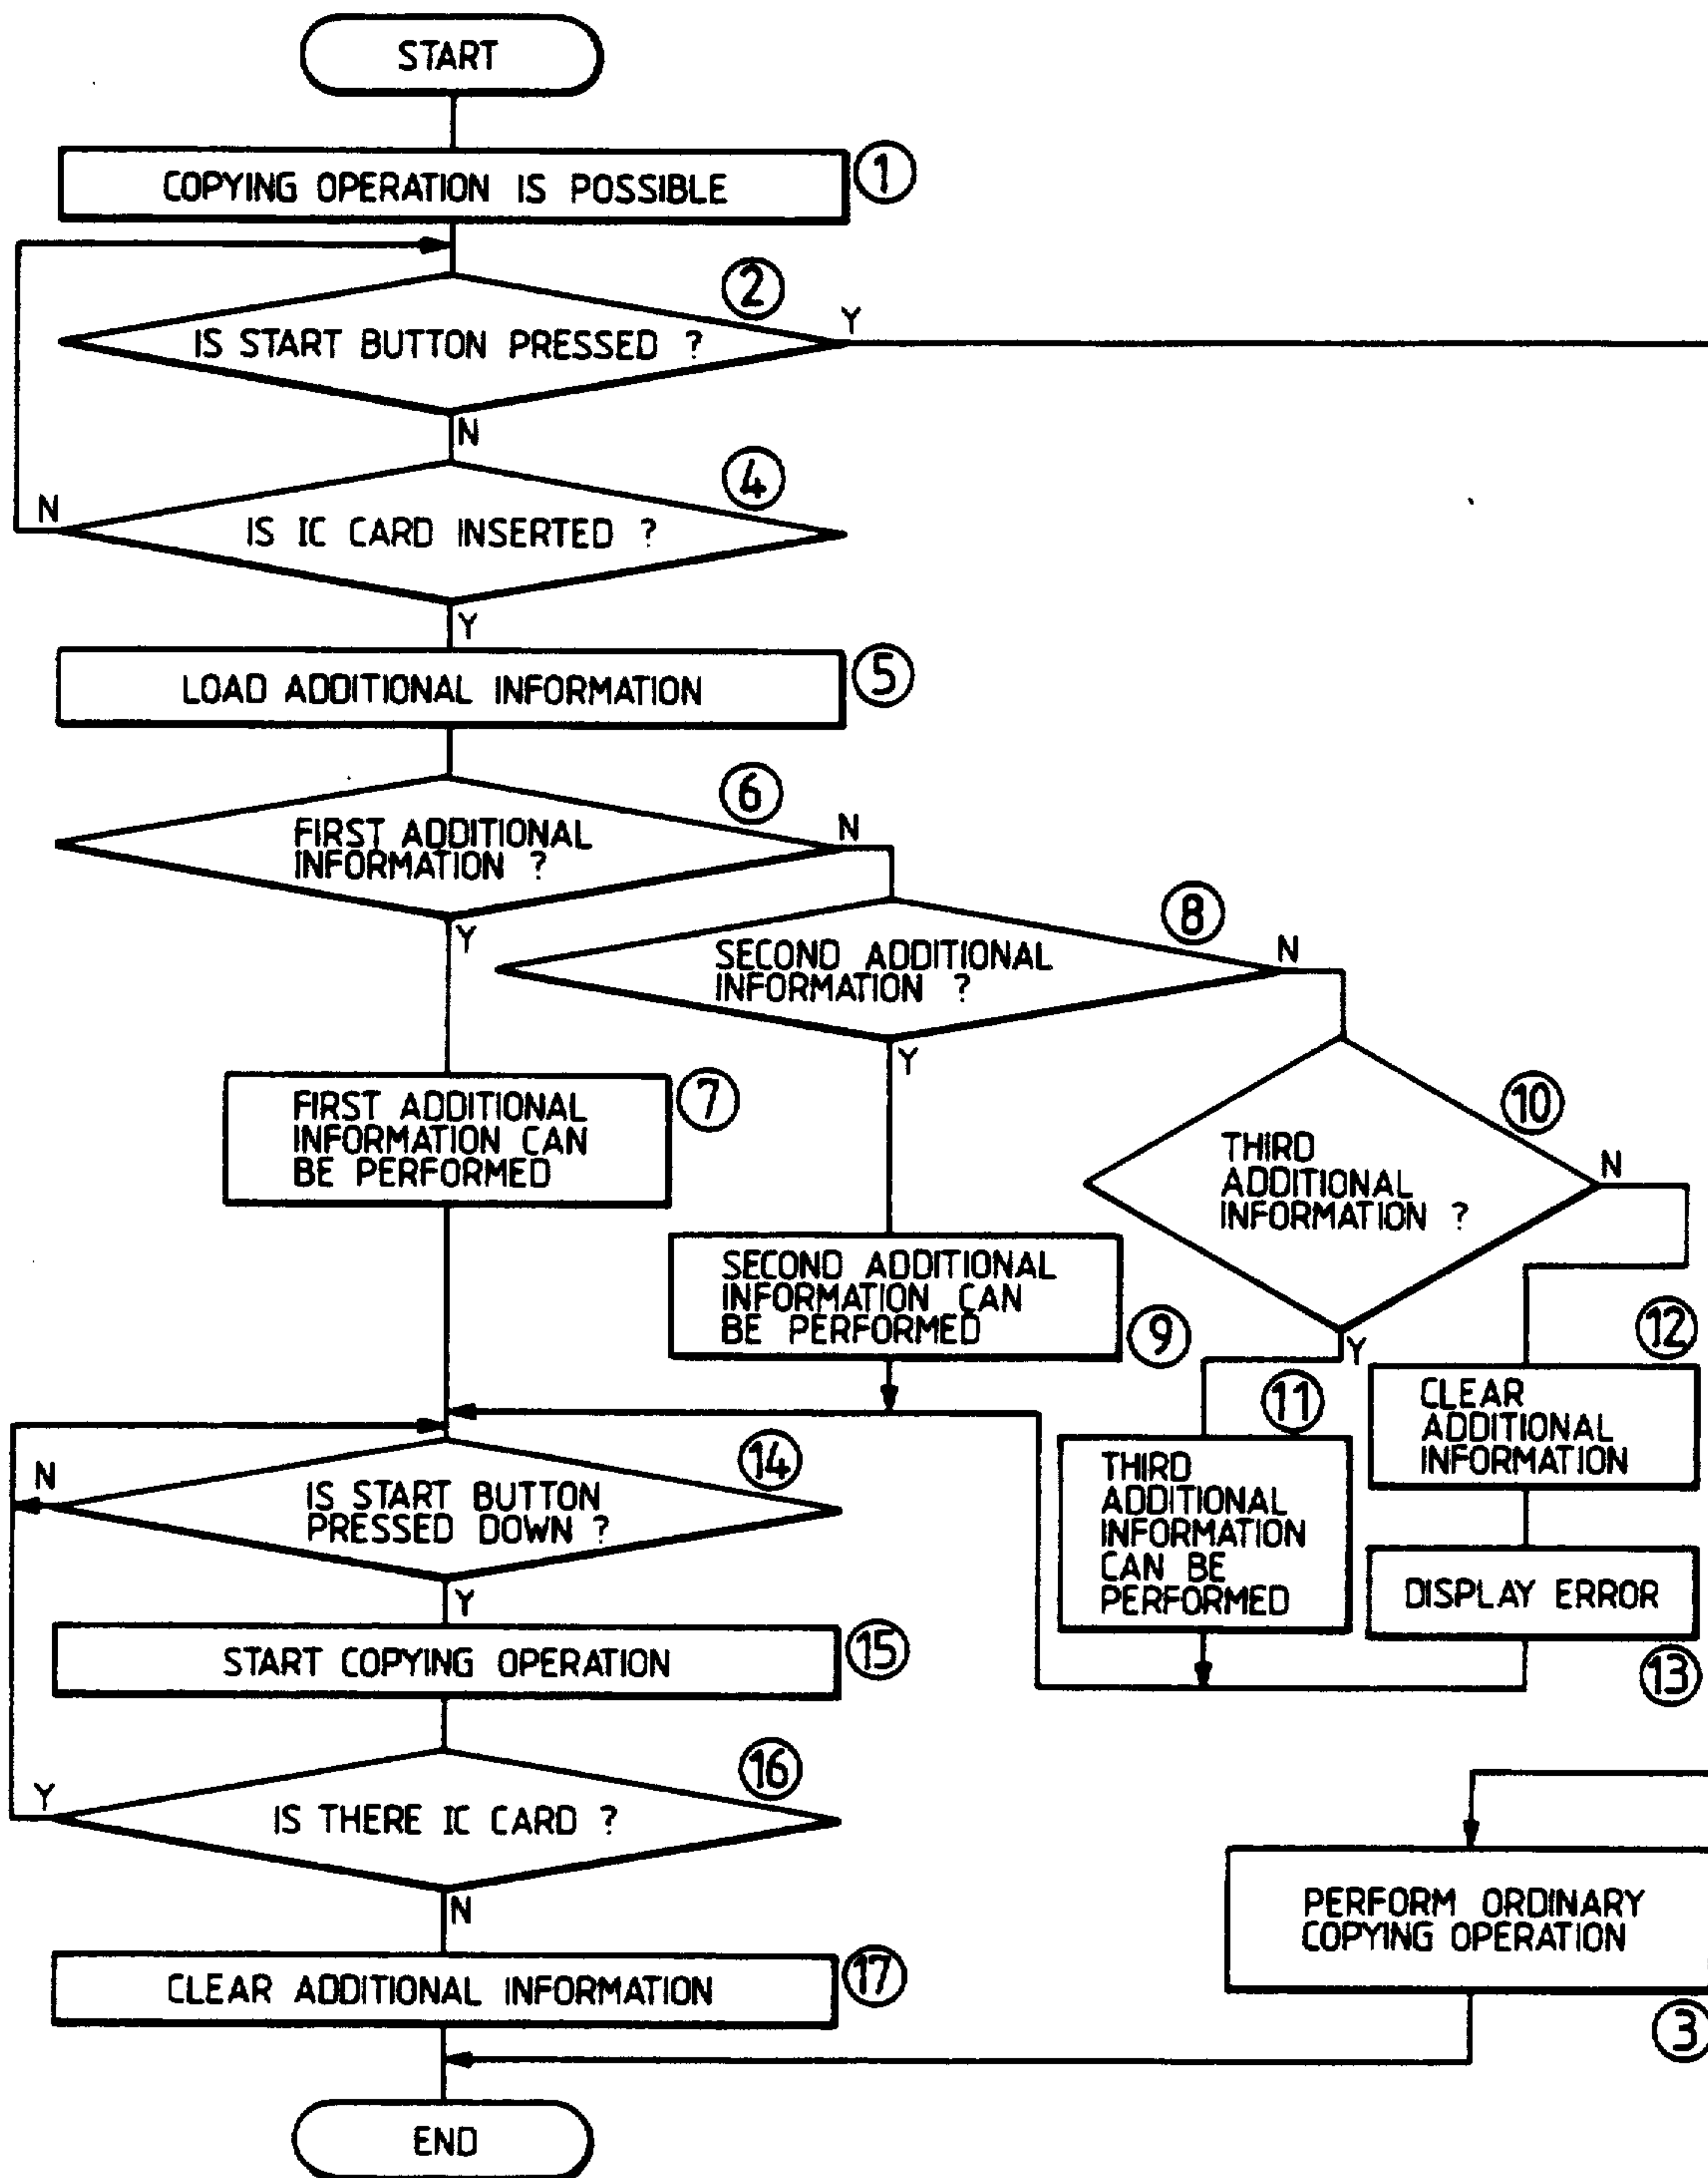 START
COPYING OPERATION IS POSSIBLE
1
2
IS START BUTTON PRESSED ?
Y
N
4
IS IC CARD INSERTED ?
N
Y
LOAD ADDITIONAL INFORMATION
5
6
FIRST ADDITIONAL
INFORMATION ?
N
Y
8
SECOND ADDITIONAL
INFORMATION ?
N
Y
FIRST ADDITIONAL
INFORMATION CAN
BE PERFORMED
7
10
THIRD
ADDITIONAL
INFORMATION ?
N
Y
SECOND ADDITIONAL
INFORMATION CAN
BE PERFORMED
9
11
THIRD
ADDITIONAL
INFORMATION
CAN BE
PERFORMED
12
CLEAR
ADDITIONAL
INFORMATION
DISPLAY ERROR
13
14
IS START BUTTON
PRESSED DOWN ?
N
Y
START COPYING OPERATION
15
16
IS THERE IC CARD ?
Y
N
CLEAR ADDITIONAL INFORMATION
17
PERFORM ORDINARY
COPYING OPERATION
3
END